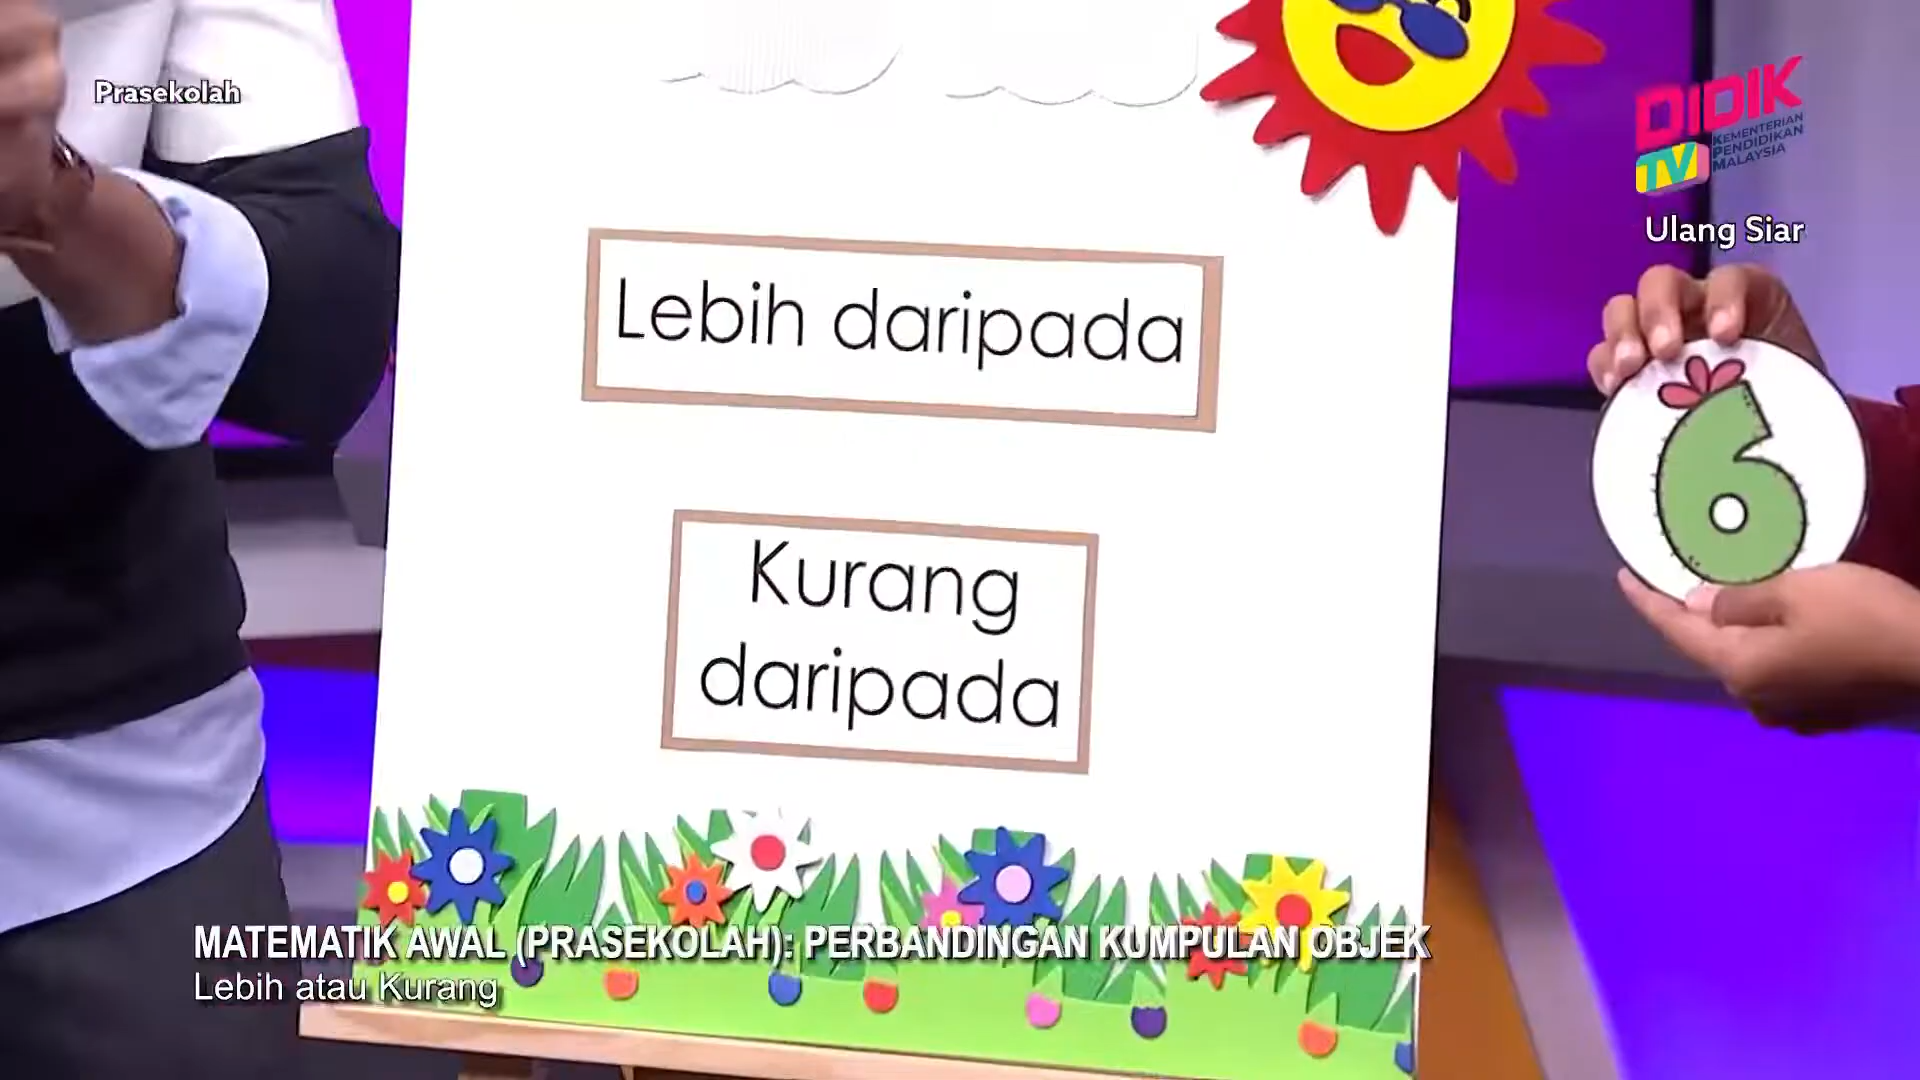 Prasekolah
DIDIK
TV
KEMENTERIAN
PENDIDIKAN
MALAYSIA
Ulang Siar
Lebih daripada
6
Kurang
daripada
MATEMATIK AWAL (PRASEKOLAH): PERBANDINGAN KUMPULAN OBJEK
Lebih atau Kurang